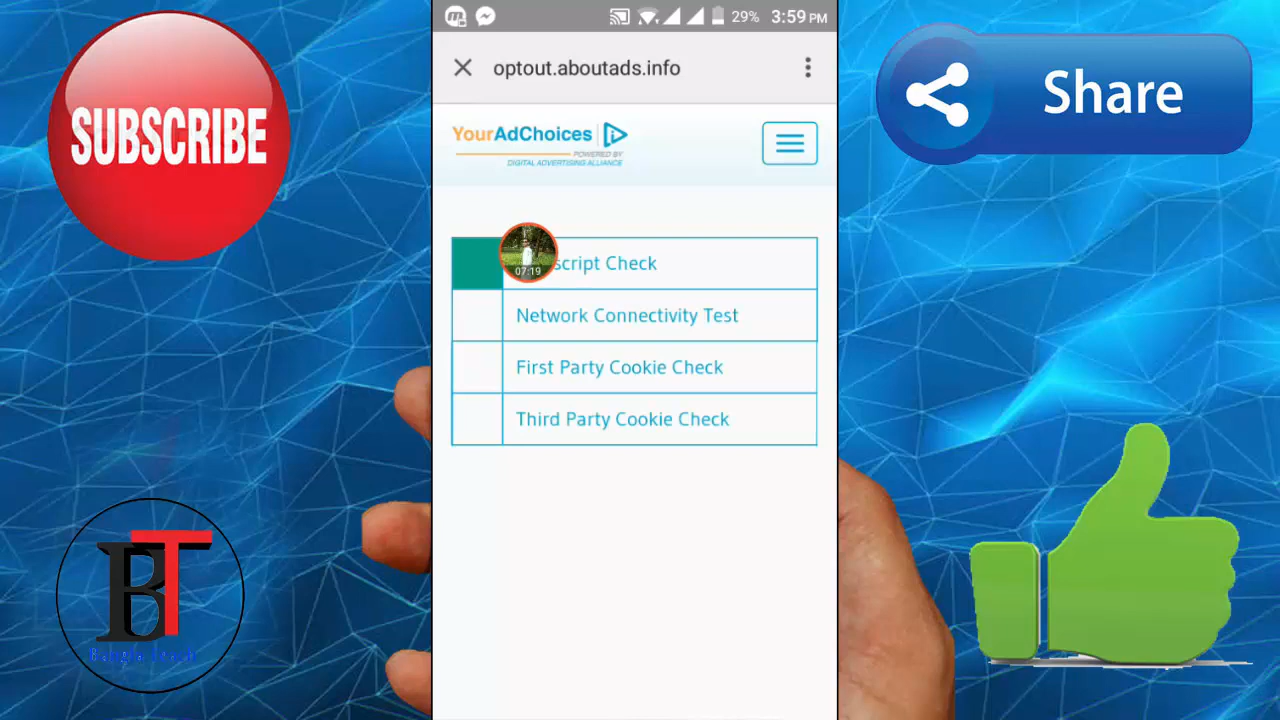 29% 3:59 PM
optout.aboutads.info
YourAdChoices
POWERED BY
DIGITAL ADVERTISING ALLIANCE
script Check
07:19
Network Connectivity Test
First Party Cookie Check
Third Party Cookie Check
SUBSCRIBE
Share
BT
Bangla